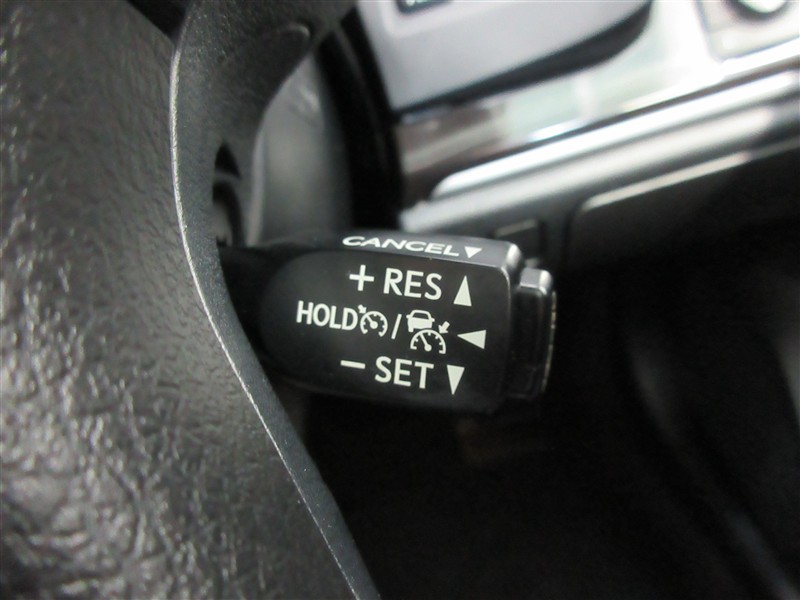 CANCEL▼
+ RES ▲
HOLD / ◀
− SET ▼